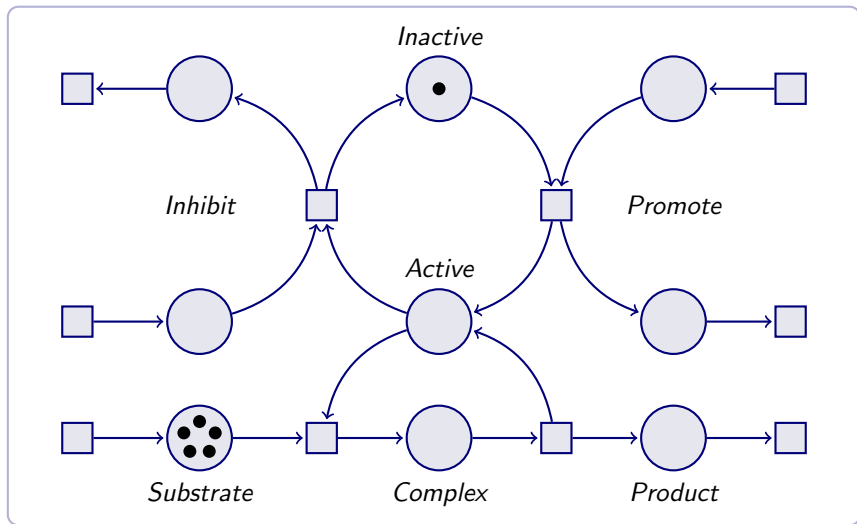 Inactive
Inhibit
Promote
Active
Substrate
Complex
Product